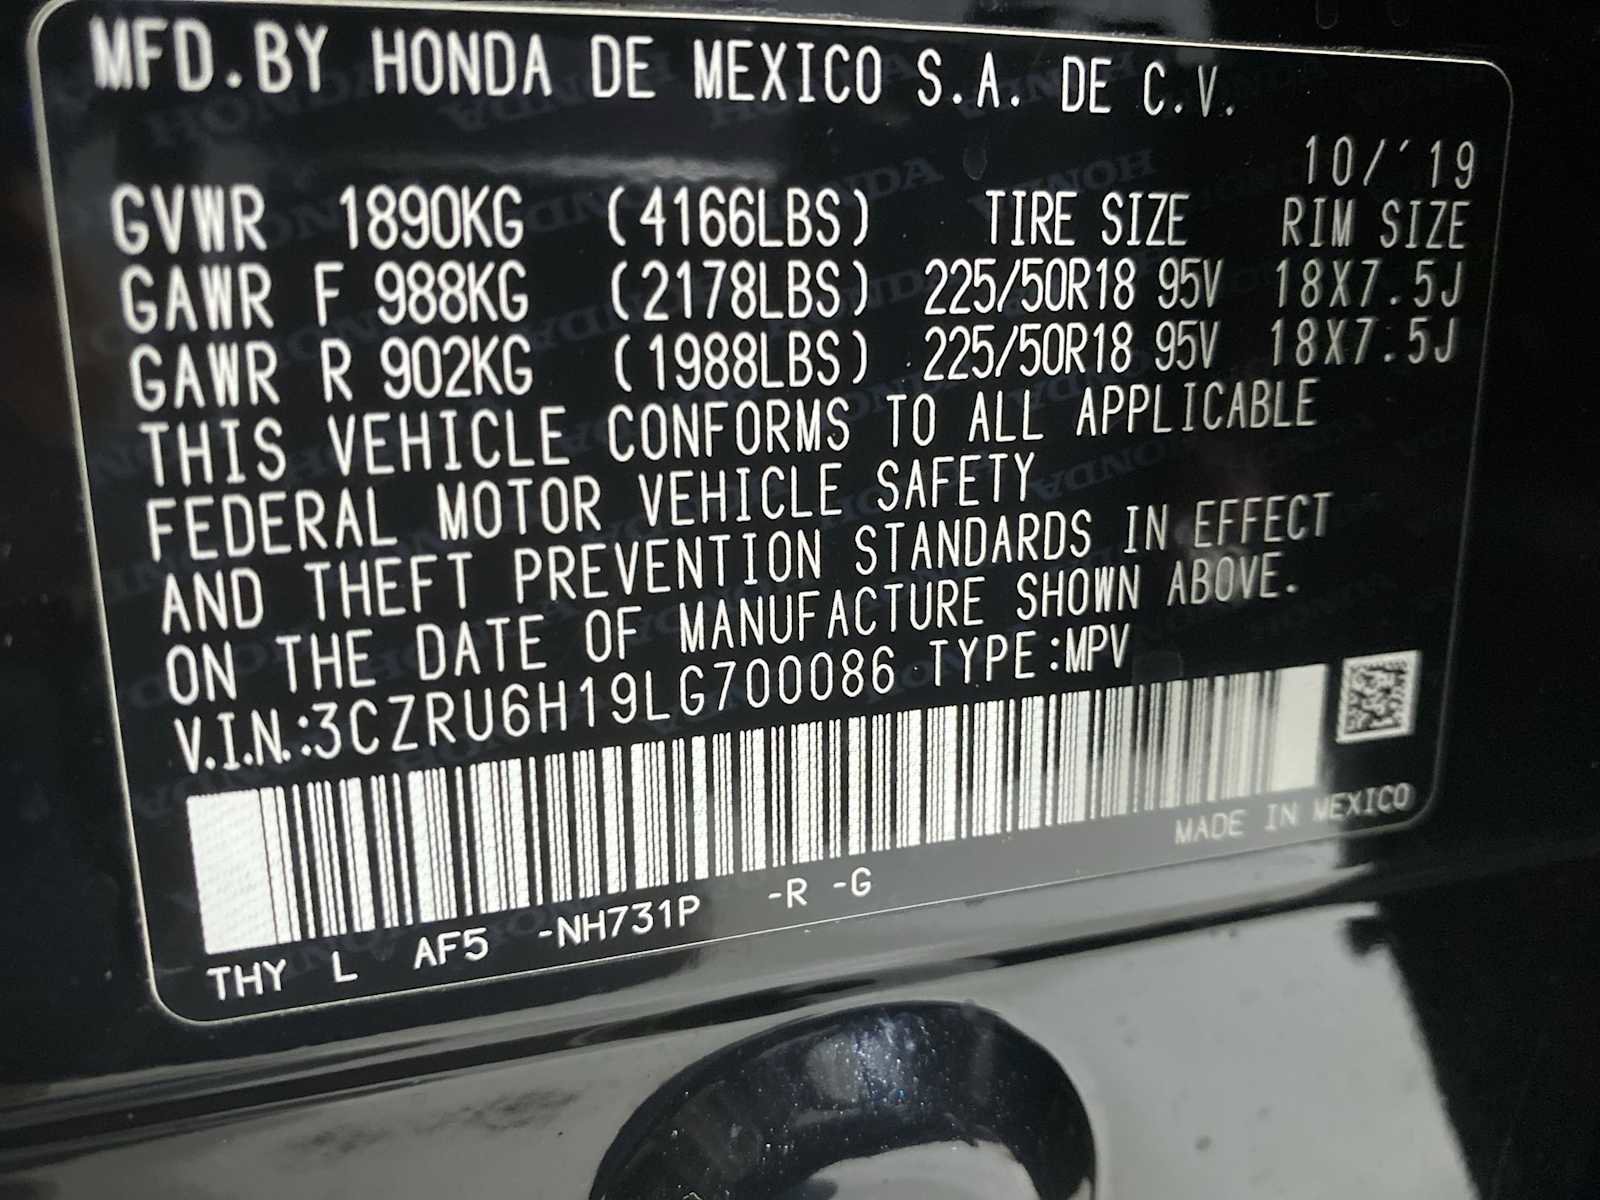 MFD.BY HONDA DE MEXICO S.A. DE C.V.
10/'19
GVWR 1890KG (4166LBS) TIRE SIZE RIM SIZE
GAWR F 988KG (2178LBS) 225/50R18 95V 18X7.5J
GAWR R 902KG (1988LBS) 225/50R18 95V 18X7.5J
THIS VEHICLE CONFORMS TO ALL APPLICABLE
FEDERAL MOTOR VEHICLE SAFETY
AND THEFT PREVENTION STANDARDS IN EFFECT
ON THE DATE OF MANUFACTURE SHOWN ABOVE.
V.I.N.:3CZRU6H19LG700086 TYPE:MPV
MADE IN MEXICO
THY L AF5 -NH731P -R -G